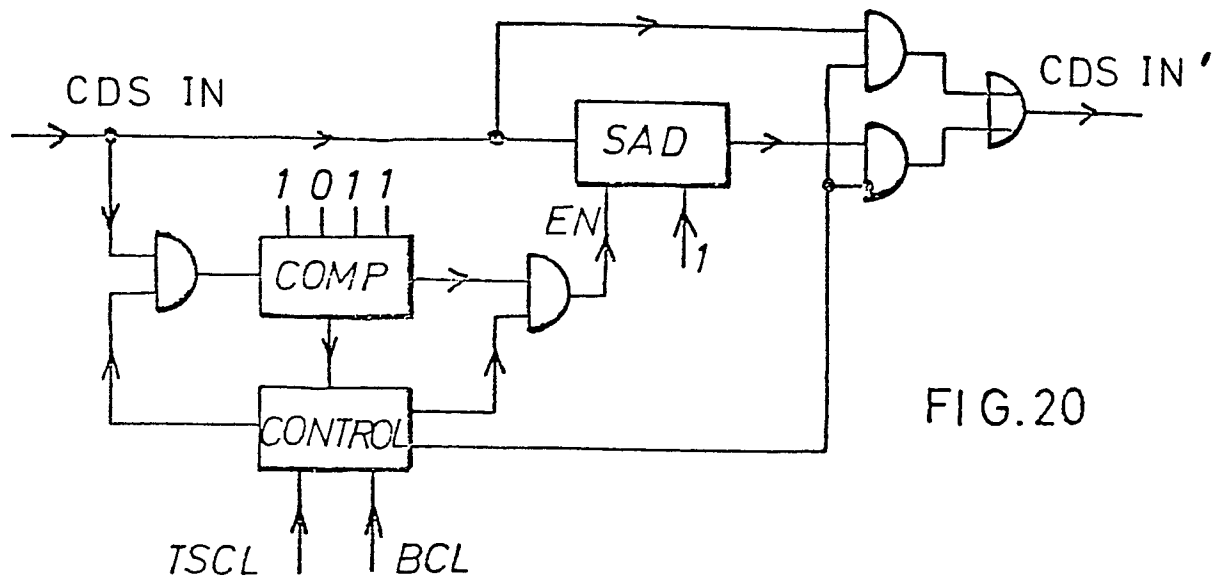 CDS IN
CDS IN'
SAD
1 0 1 1
EN
1
COMP
CONTROL
FIG.20
TSCL
BCL